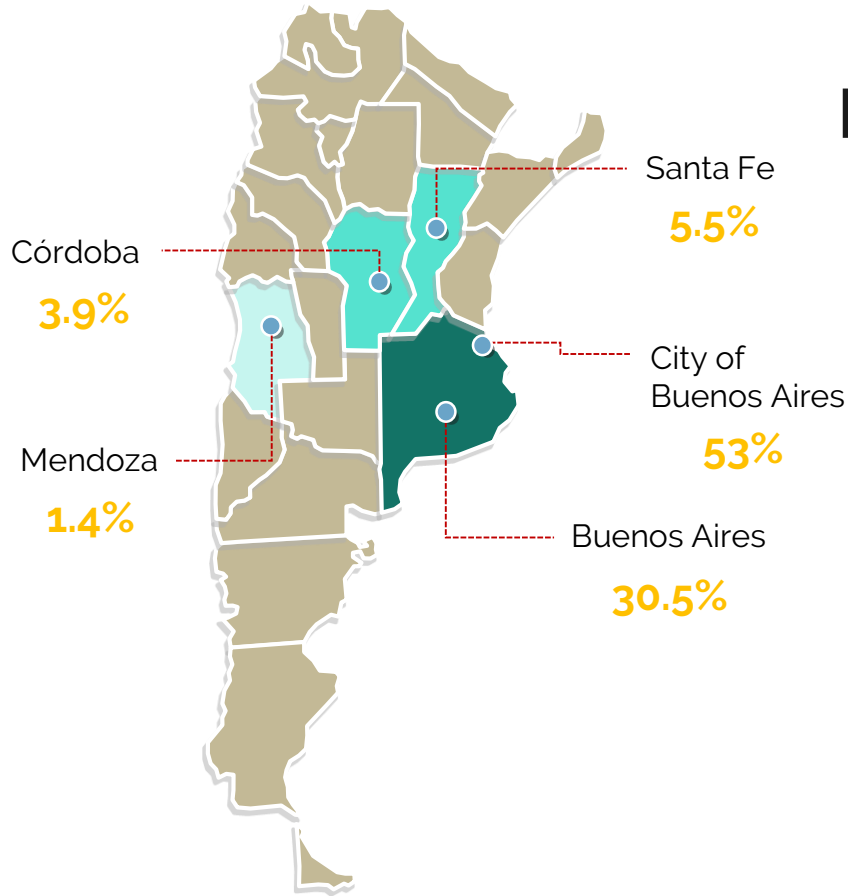 Santa Fe
5.5%
Córdoba
3.9%
City of
Buenos Aires
53%
Mendoza
1.4%
Buenos Aires
30.5%